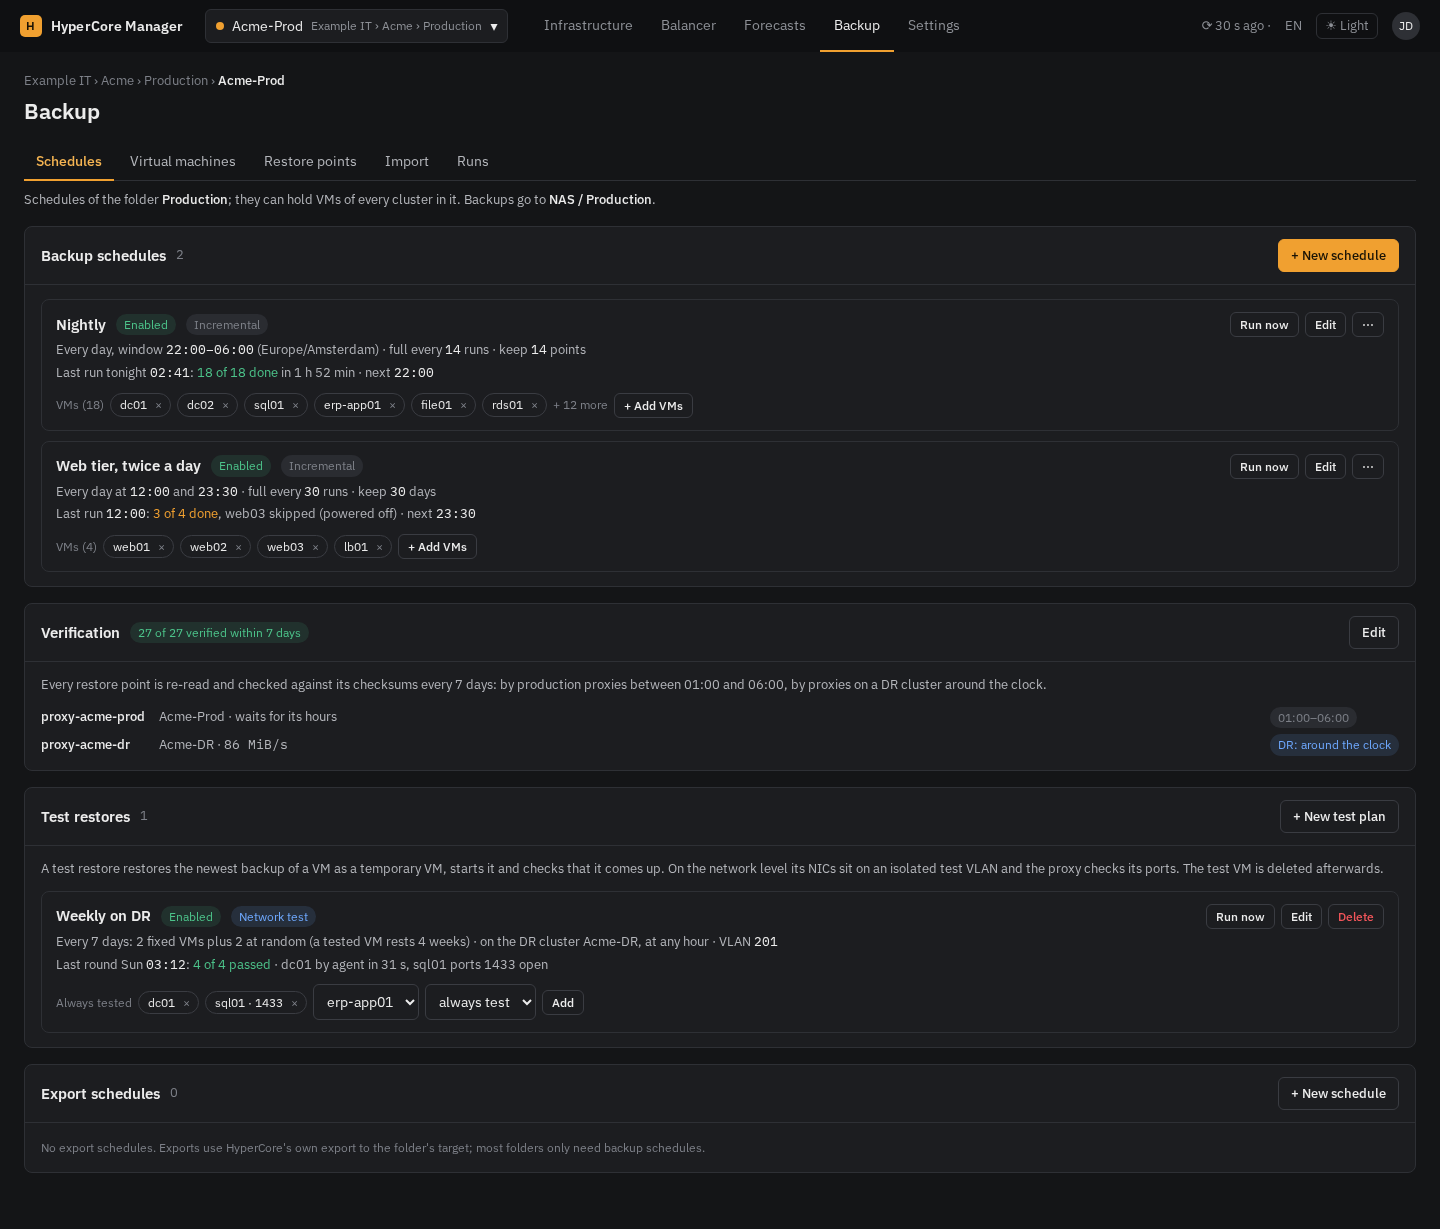 H HyperCore Manager Acme-Prod Example IT › Acme › Production ▾ Infrastructure Balancer Forecasts Backup Settings ⟳ 30 s ago · EN ☀ Light JD
Example IT › Acme › Production › Acme-Prod
Backup
Schedules Virtual machines Restore points Import Runs
Schedules of the folder Production; they can hold VMs of every cluster in it. Backups go to NAS / Production.
Backup schedules 2 + New schedule
Nightly Enabled Incremental Run now Edit ···
Every day, window 22:00–06:00 (Europe/Amsterdam) · full every 14 runs · keep 14 points
Last run tonight 02:41: 18 of 18 done in 1 h 52 min · next 22:00
VMs (18) dc01 × dc02 × sql01 × erp-app01 × file01 × rds01 × + 12 more + Add VMs
Web tier, twice a day Enabled Incremental Run now Edit ···
Every day at 12:00 and 23:30 · full every 30 runs · keep 30 days
Last run 12:00: 3 of 4 done, web03 skipped (powered off) · next 23:30
VMs (4) web01 × web02 × web03 × lb01 × + Add VMs
Verification 27 of 27 verified within 7 days Edit
Every restore point is re-read and checked against its checksums every 7 days: by production proxies between 01:00 and 06:00, by proxies on a DR cluster around the clock.
proxy-acme-prod Acme-Prod · waits for its hours 01:00–06:00
proxy-acme-dr Acme-DR · 86 MiB/s DR: around the clock
Test restores 1 + New test plan
A test restore restores the newest backup of a VM as a temporary VM, starts it and checks that it comes up. On the network level its NICs sit on an isolated test VLAN and the proxy checks its ports. The test VM is deleted afterwards.
Weekly on DR Enabled Network test Run now Edit Delete
Every 7 days: 2 fixed VMs plus 2 at random (a tested VM rests 4 weeks) · on the DR cluster Acme-DR, at any hour · VLAN 201
Last round Sun 03:12: 4 of 4 passed · dc01 by agent in 31 s, sql01 ports 1433 open
Always tested dc01 × sql01 · 1433 × erp-app01 always test Add
Export schedules 0 + New schedule
No export schedules. Exports use HyperCore's own export to the folder's target; most folders only need backup schedules.